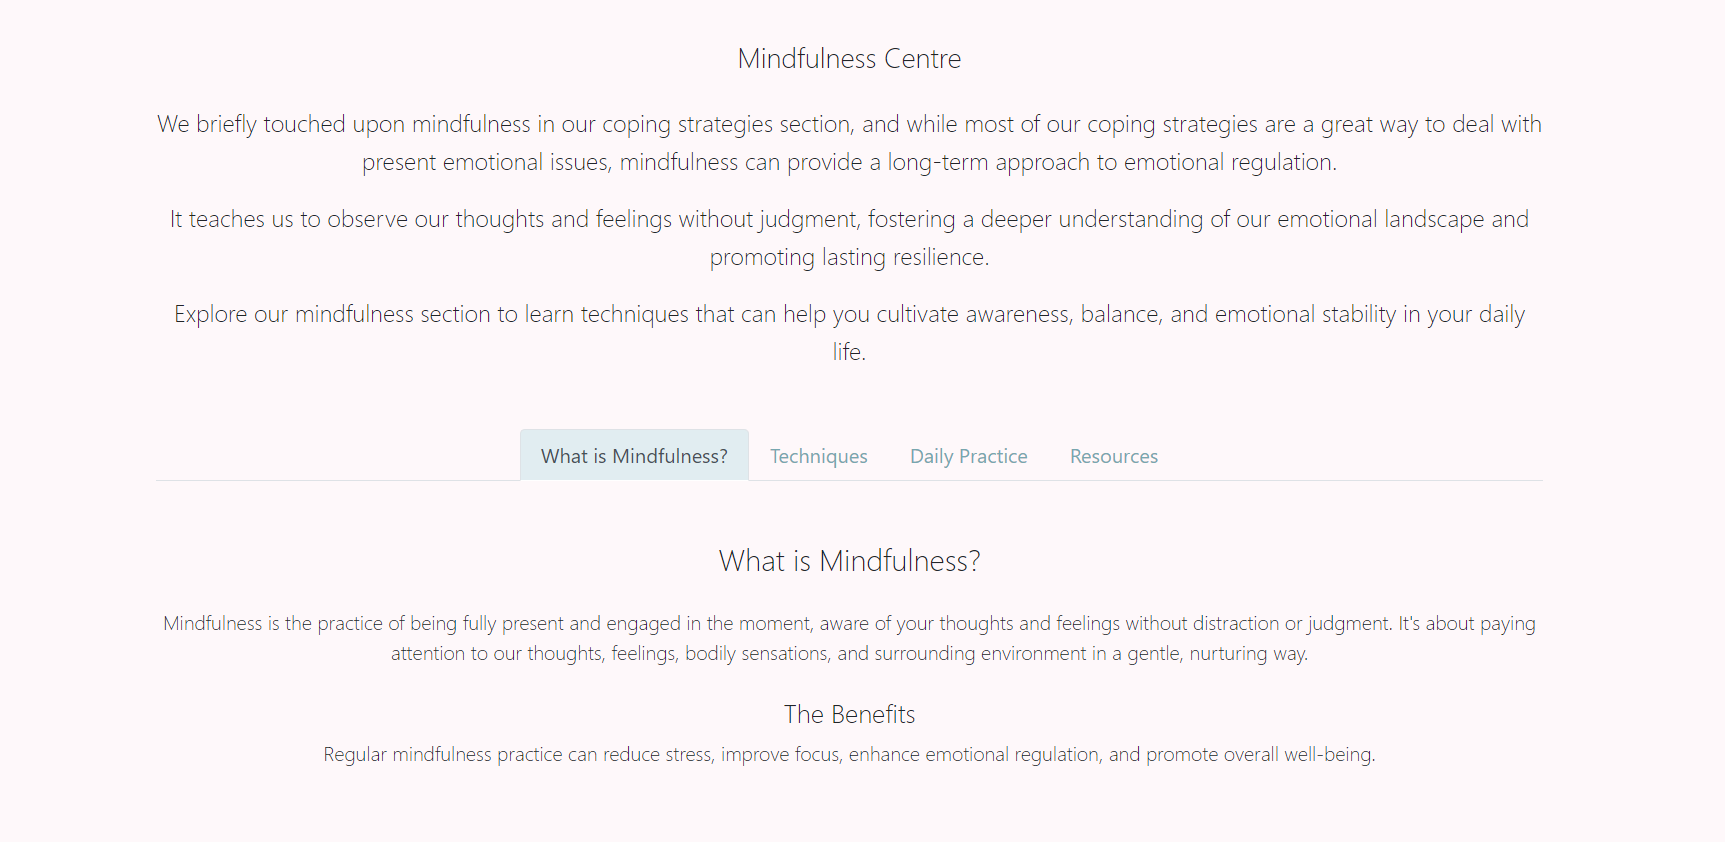 Mindfulness Centre
We briefly touched upon mindfulness in our coping strategies section, and while most of our coping strategies are a great way to deal with
present emotional issues, mindfulness can provide a long-term approach to emotional regulation.
It teaches us to observe our thoughts and feelings without judgment, fostering a deeper understanding of our emotional landscape and
promoting lasting resilience.
Explore our mindfulness section to learn techniques that can help you cultivate awareness, balance, and emotional stability in your daily
life.
What is Mindfulness? Techniques Daily Practice Resources
What is Mindfulness?
Mindfulness is the practice of being fully present and engaged in the moment, aware of your thoughts and feelings without distraction or judgment. It's about paying
attention to our thoughts, feelings, bodily sensations, and surrounding environment in a gentle, nurturing way.
The Benefits
Regular mindfulness practice can reduce stress, improve focus, enhance emotional regulation, and promote overall well-being.